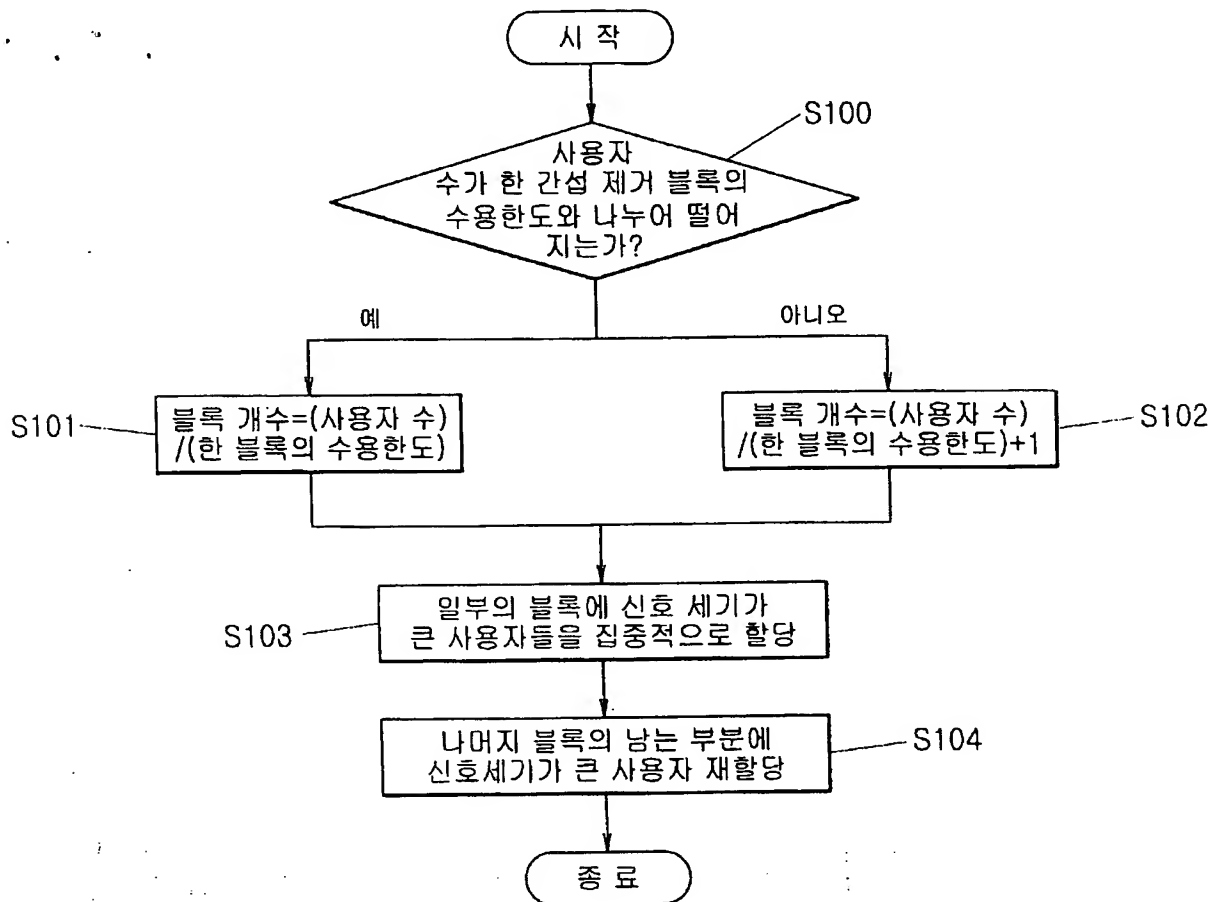 시 작
S100
사용자
수가 한 간섭 제거 블록의
수용한도와 나누어 떨어
지는가?
예
아니오
S101
블록 개수=(사용자 수)
/(한 블록의 수용한도)
블록 개수=(사용자 수)
/(한 블록의 수용한도)+1
S102
S103
일부의 블록에 신호 세기가
큰 사용자들을 집중적으로 할당
나머지 블록의 남는 부분에
신호세기가 큰 사용자 재할당
S104
종 료